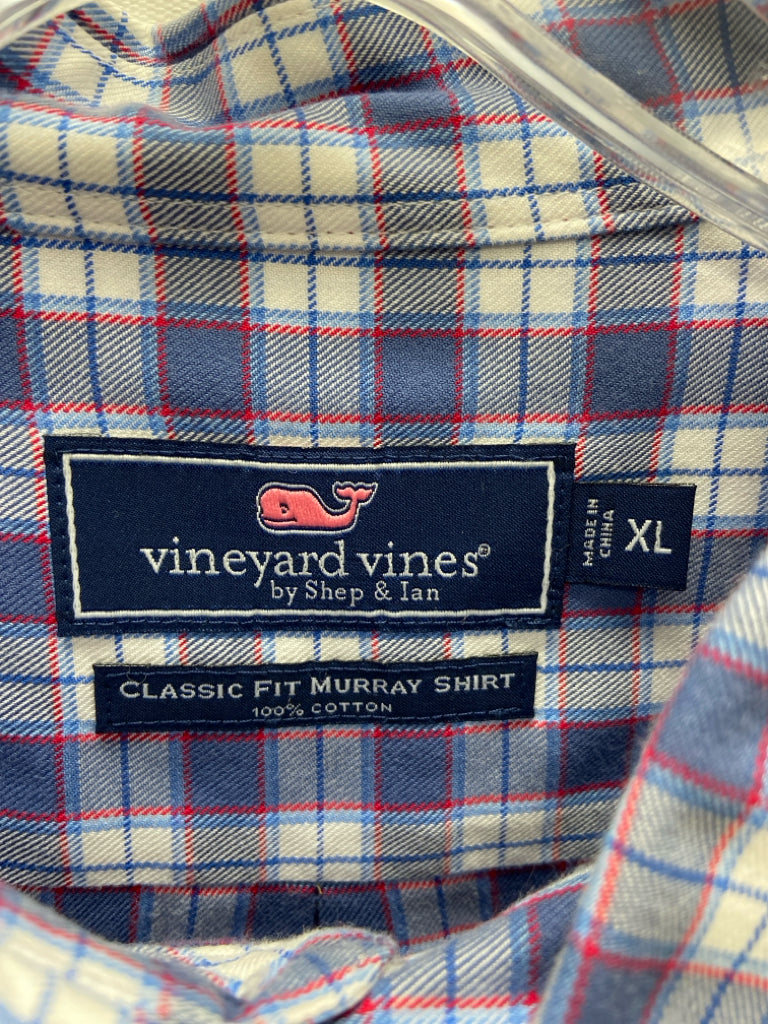 vineyard vines®
by Shep & Ian
MADE IN
CHINA
XL
CLASSIC FIT MURRAY SHIRT
100% COTTON